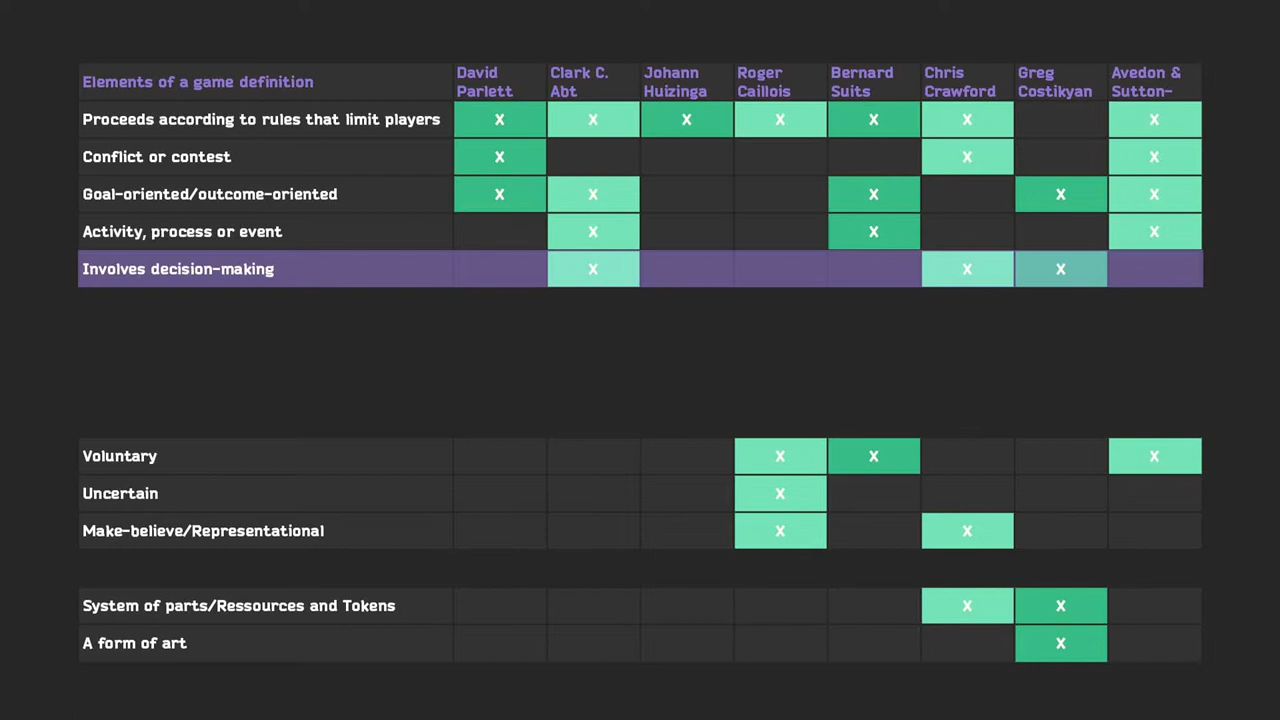 Elements of a game definition David Parlett Clark C. Abt Johann Huizinga Roger Caillois Bernard Suits Chris Crawford Greg Costikyan Avedon & Sutton-
Proceeds according to rules that limit players X X X X X X X
Conflict or contest X X X
Goal-oriented/outcome-oriented X X X X X
Activity, process or event X X X
Involves decision-making X X X
Voluntary X X X
Uncertain X
Make-believe/Representational X X
System of parts/Ressources and Tokens X X
A form of art X